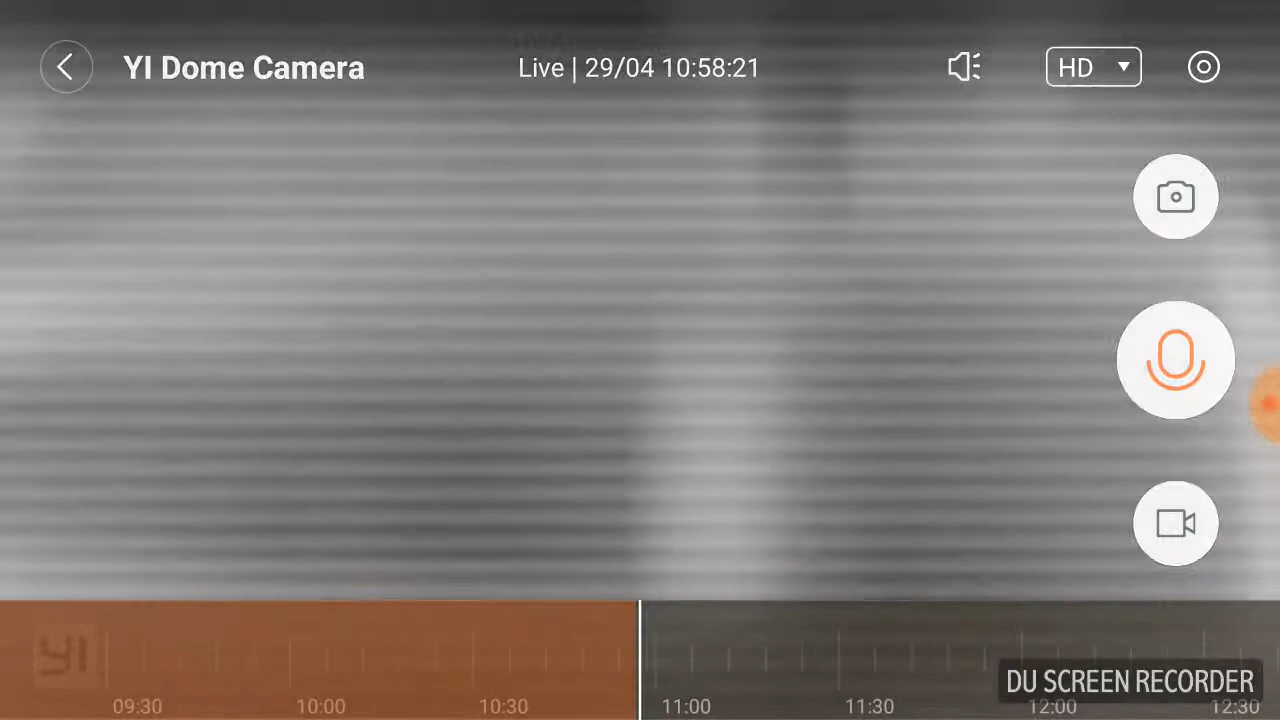 YI Dome Camera
Live | 29/04 10:58:21
HD
YI
09:30 10:00 10:30 11:00 11:30 12:00 12:30
DU SCREEN RECORDER